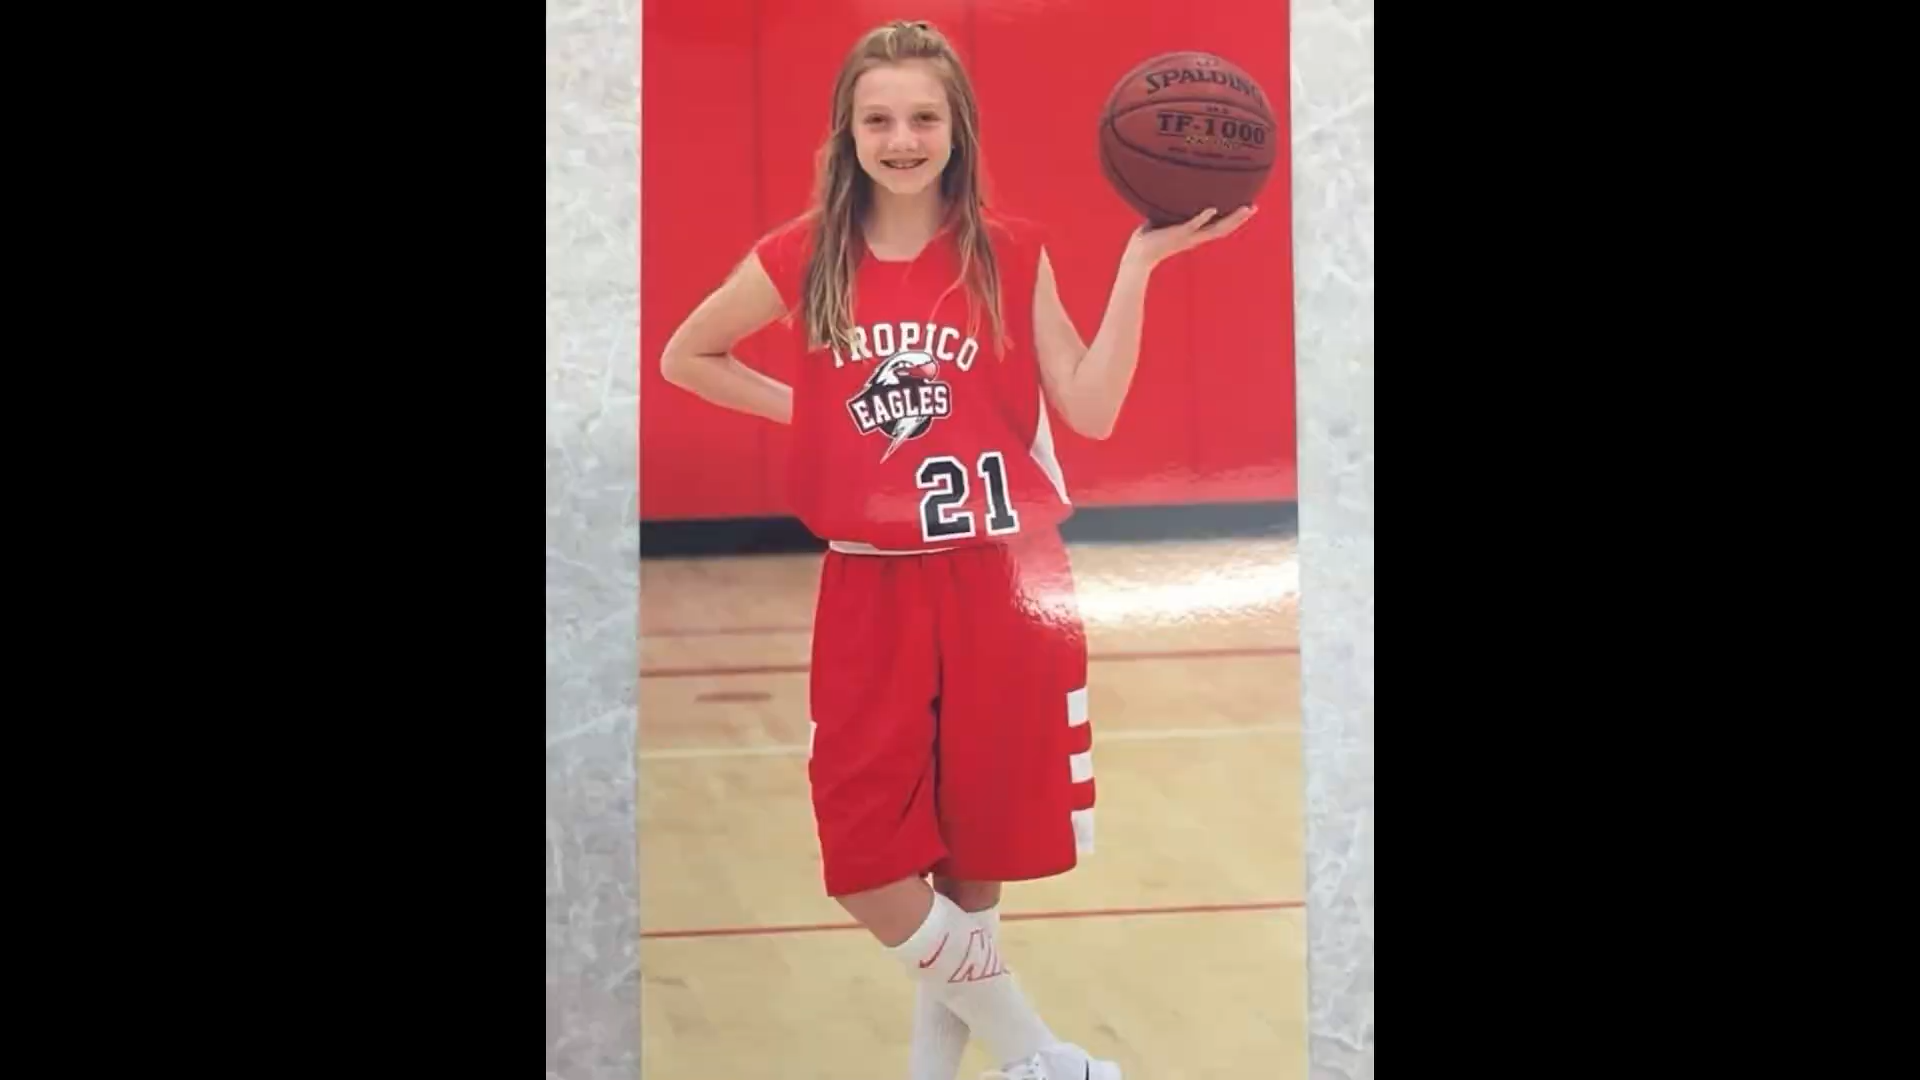 SPALDING
TF-1000
TROPICO
EAGLES
21